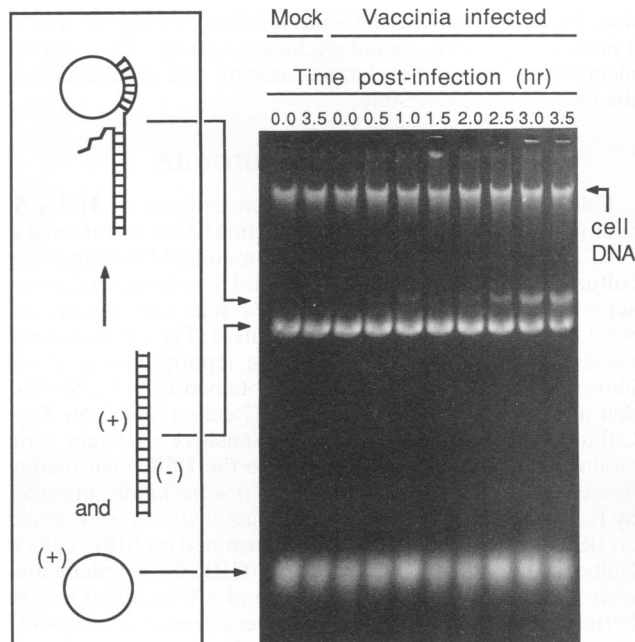 Mock Vaccinia infected
Time post-infection (hr)
0.0 3.5 0.0 0.5 1.0 1.5 2.0 2.5 3.0 3.5
cell
DNA
(+)
(-)
and
(+)